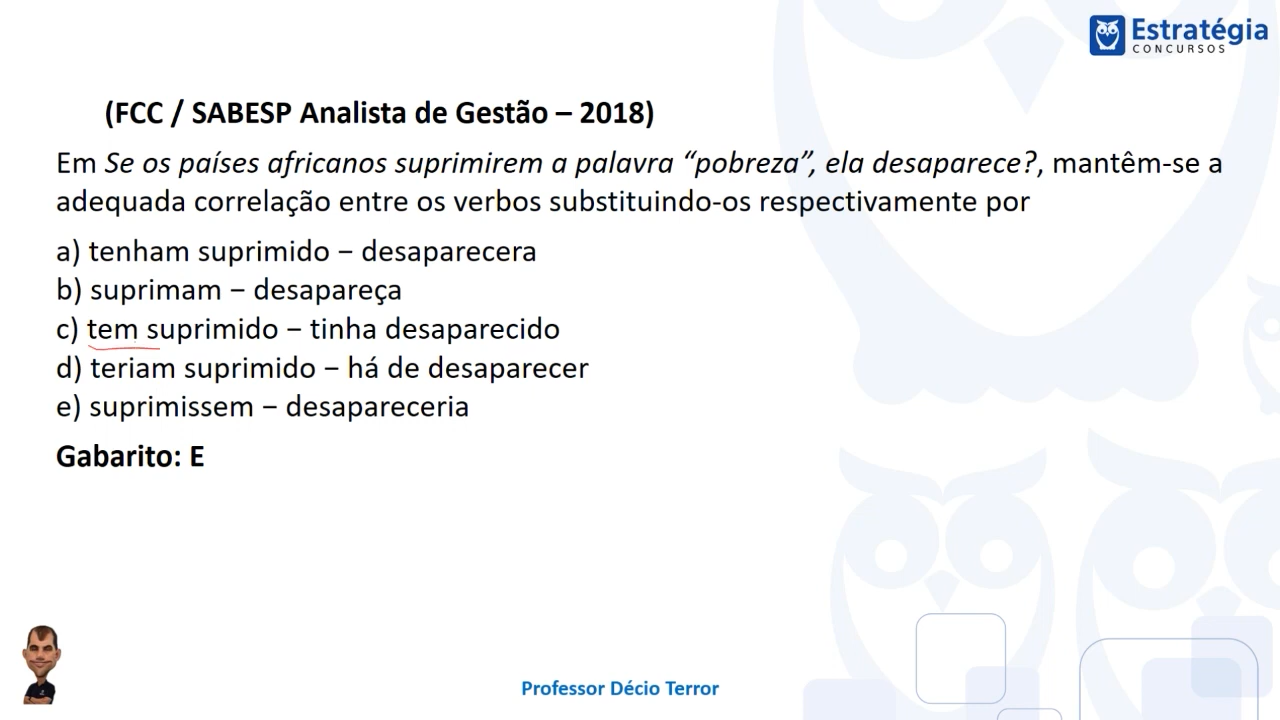 Estratégia
CONCURSOS
(FCC / SABESP Analista de Gestão – 2018)
Em Se os países africanos suprimirem a palavra “pobreza”, ela desaparece?, mantêm-se a
adequada correlação entre os verbos substituindo-os respectivamente por
a) tenham suprimido − desaparecera
b) suprimam − desapareça
c) tem suprimido − tinha desaparecido
d) teriam suprimido − há de desaparecer
e) suprimissem − desapareceria
Gabarito: E
Professor Décio Terror